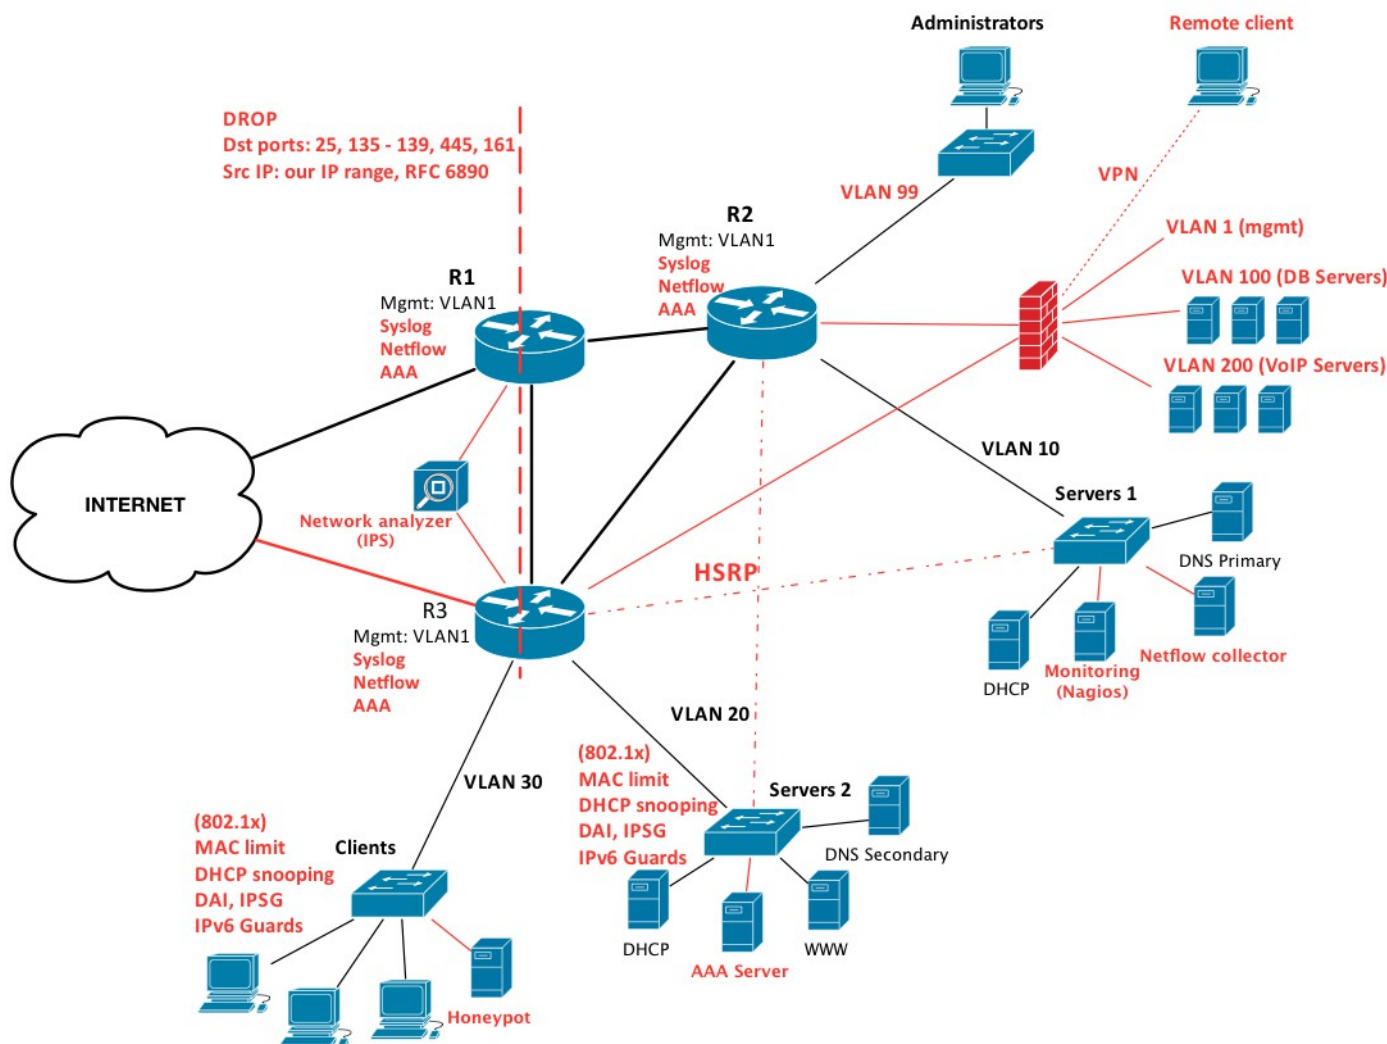 Administrators
Remote client
DROP
Dst ports: 25, 135 - 139, 445, 161
Src IP: our IP range, RFC 6890
VLAN 99
VPN
R2
Mgmt: VLAN1
Syslog
Netflow
AAA
VLAN 1 (mgmt)
VLAN 100 (DB Servers)
VLAN 200 (VoIP Servers)
R1
Mgmt: VLAN1
Syslog
Netflow
AAA
INTERNET
Network analyzer
(IPS)
VLAN 10
Servers 1
DNS Primary
HSRP
R3
Mgmt: VLAN1
Syslog
Netflow
AAA
DHCP
Monitoring
(Nagios)
Netflow collector
VLAN 20
(802.1x)
MAC limit
DHCP snooping
DAI, IPSG
IPv6 Guards
Servers 2
DNS Secondary
DHCP
AAA Server
WWW
VLAN 30
(802.1x)
MAC limit
DHCP snooping
DAI, IPSG
IPv6 Guards
Clients
Honeypot